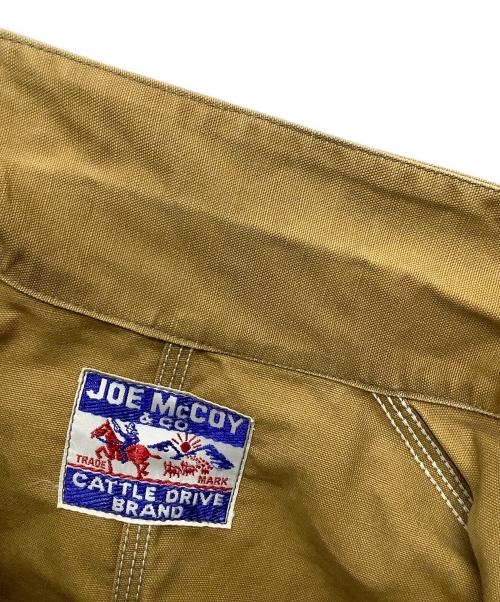 JOE McCOY
& CO
TRADE MARK
CATTLE DRIVE
BRAND